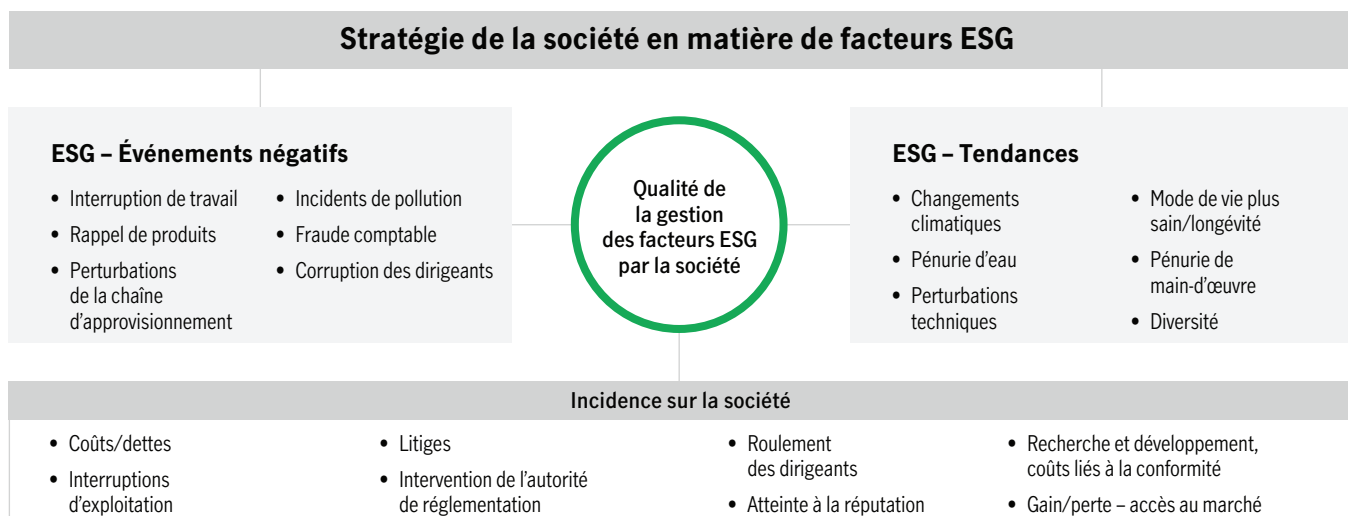 Stratégie de la société en matière de facteurs ESG
ESG – Événements négatifs
• Interruption de travail
• Rappel de produits
• Perturbations
de la chaîne
d'approvisionnement
• Incidents de pollution
• Fraude comptable
• Corruption des dirigeants
Qualité de
la gestion
des facteurs ESG
par la société
ESG – Tendances
• Changements
climatiques
• Pénurie d'eau
• Perturbations
techniques
• Mode de vie plus
sain/longévité
• Pénurie de
main-d'œuvre
• Diversité
Incidence sur la société
• Coûts/dettes
• Interruptions
d'exploitation
• Litiges
• Intervention de l'autorité
de réglementation
• Roulement
des dirigeants
• Atteinte à la réputation
• Recherche et développement,
coûts liés à la conformité
• Gain/perte – accès au marché